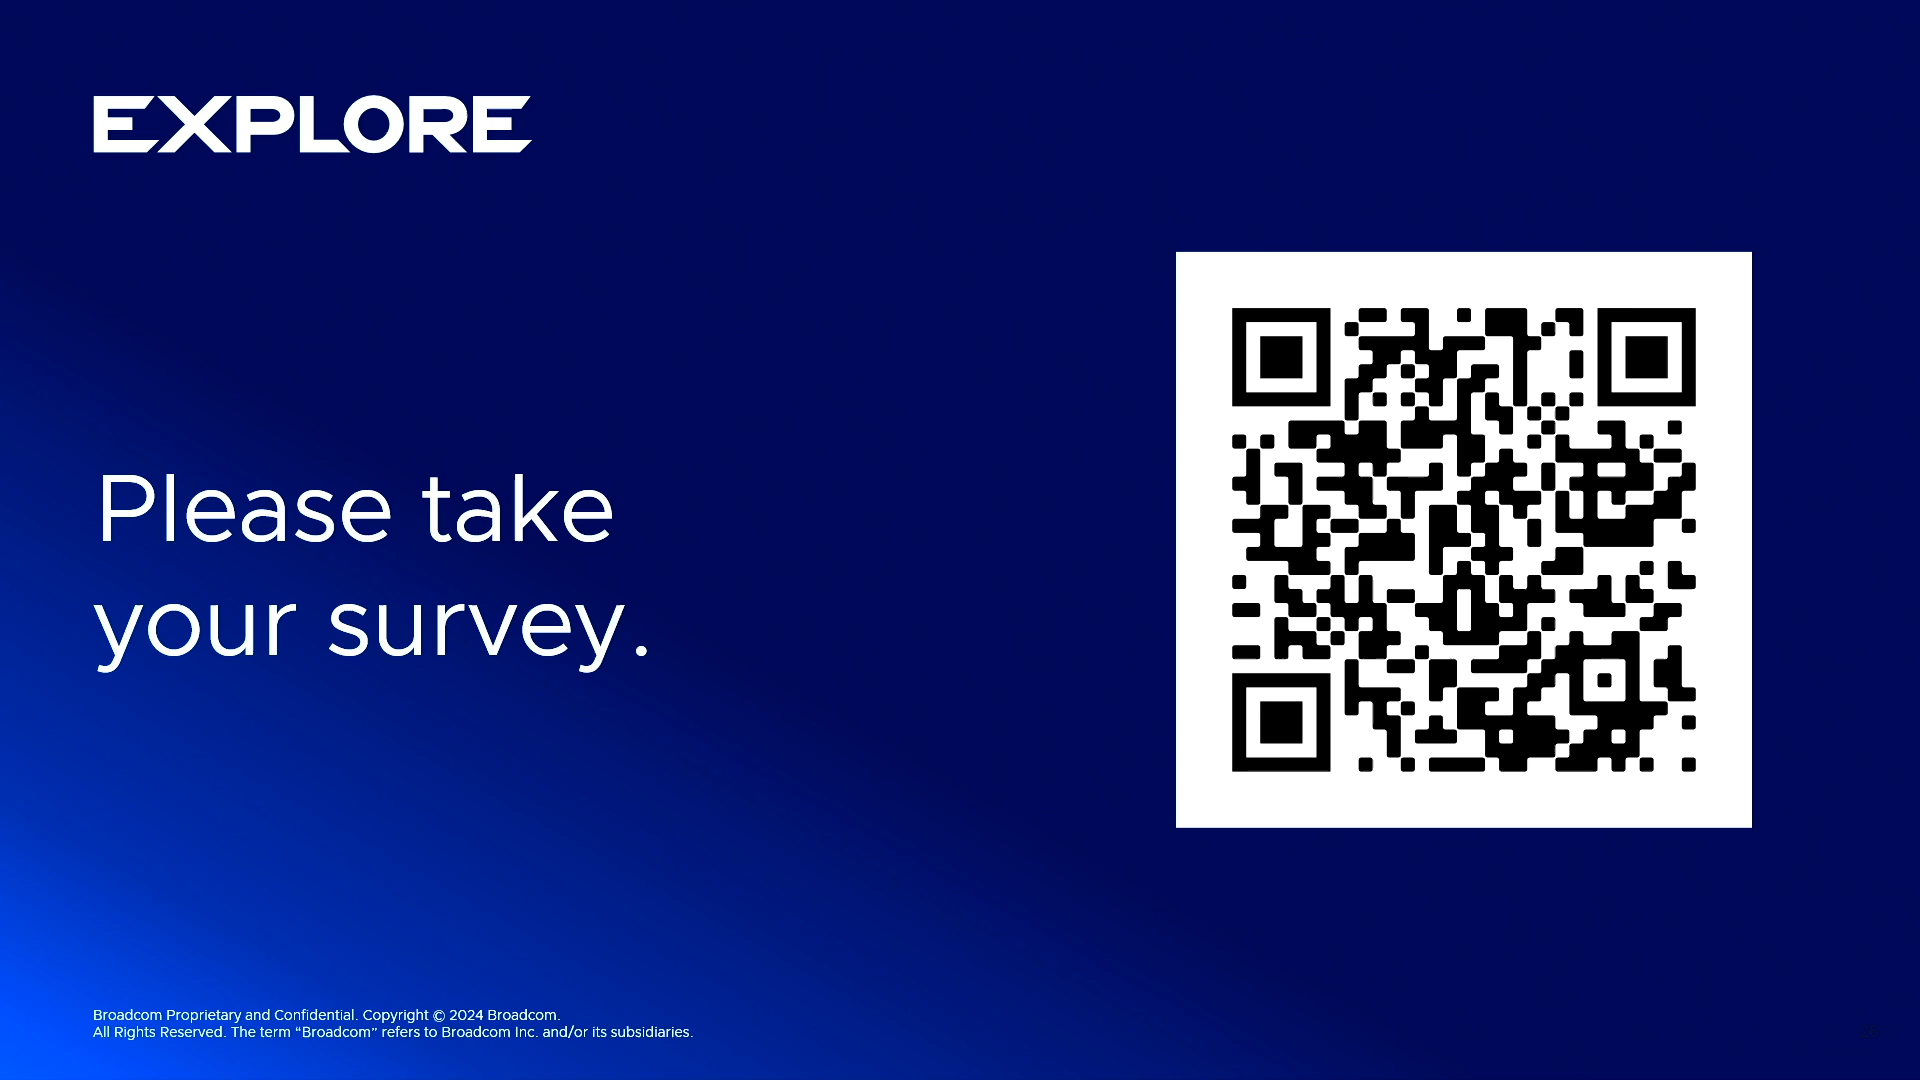 EXPLORE
Please take
your survey.
Broadcom Proprietary and Confidential. Copyright © 2024 Broadcom.
All Rights Reserved. The term “Broadcom” refers to Broadcom Inc. and/or its subsidiaries.